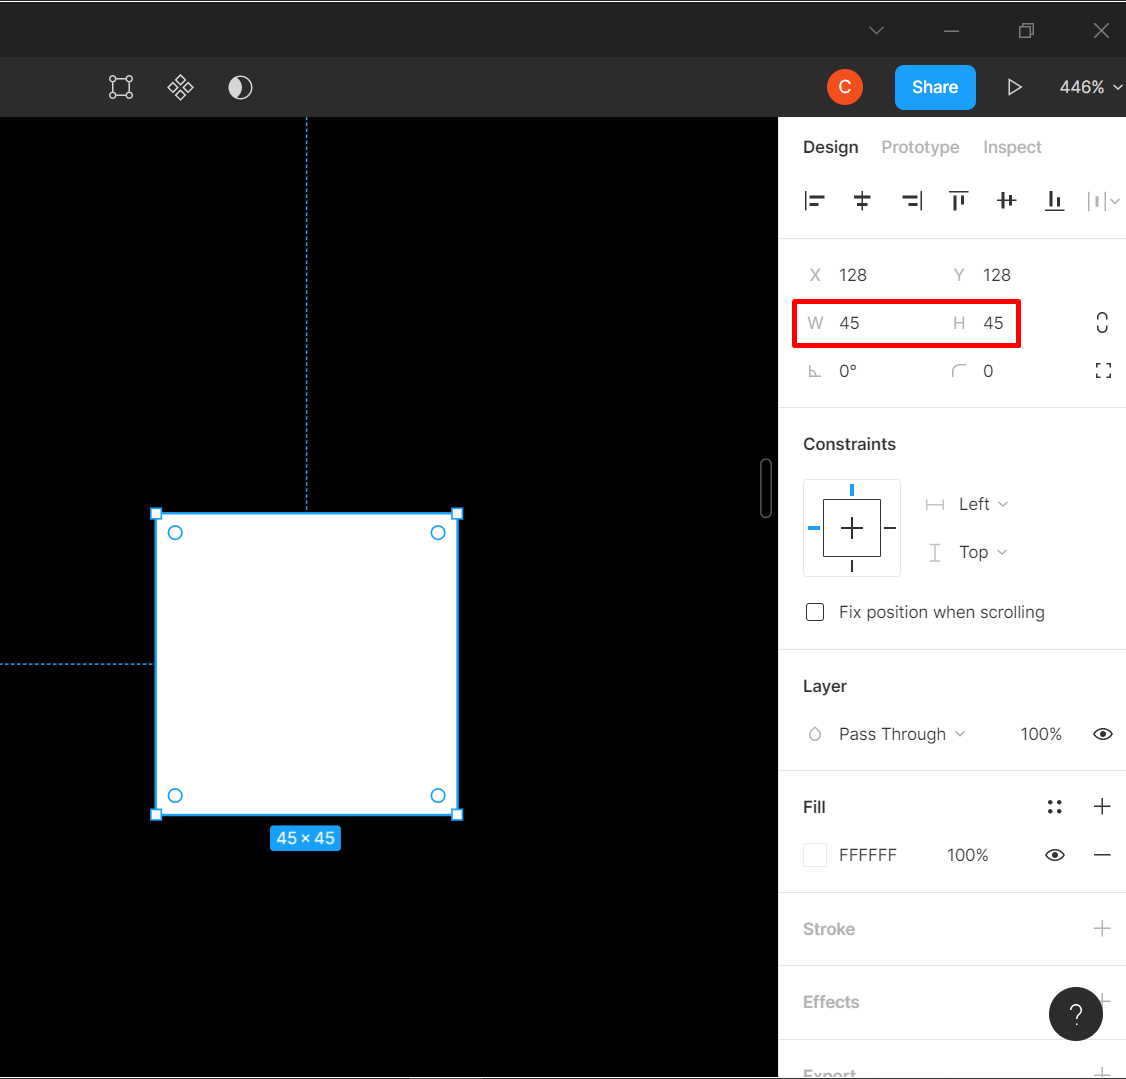 C Share 446%
Design Prototype Inspect
X 128 Y 128
W 45 H 45
0° 0
Constraints
Left
Top
Fix position when scrolling
Layer
Pass Through 100%
Fill
FFFFFF 100%
45 × 45
Stroke
Effects
?
Export